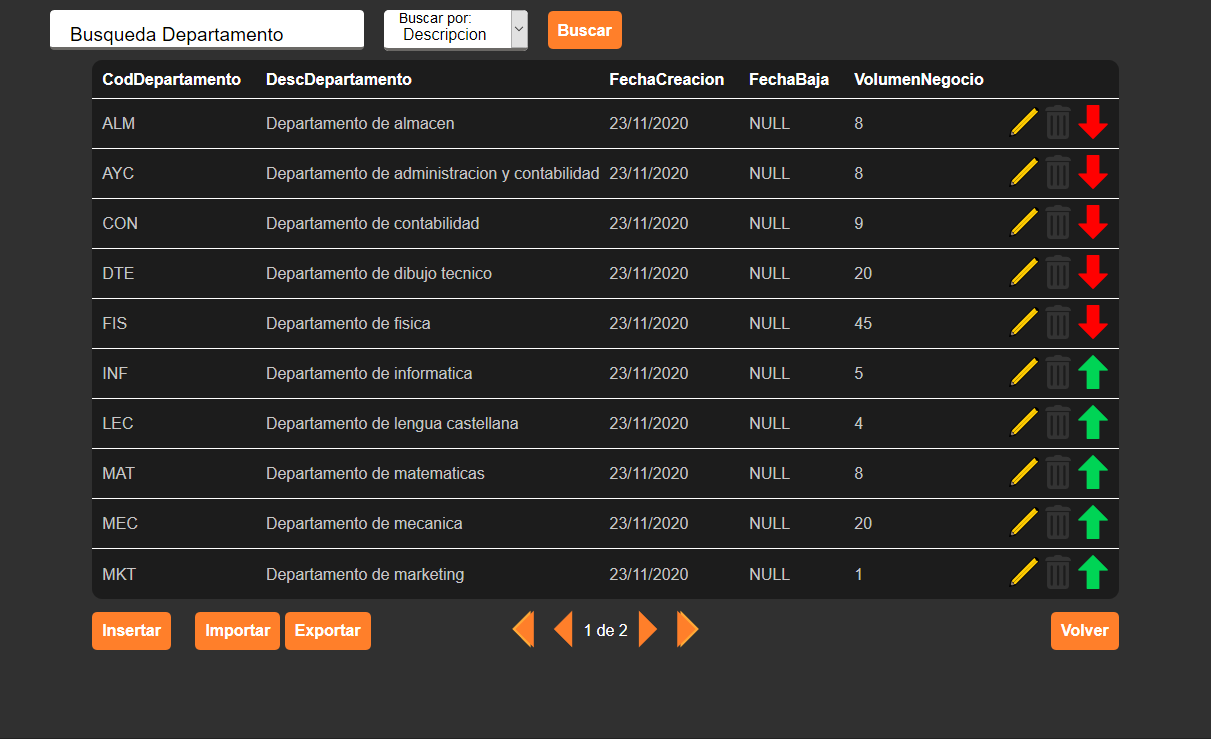 Busqueda Departamento
Buscar por:
Descripcion
Buscar
CodDepartamento DescDepartamento FechaCreacion FechaBaja VolumenNegocio
ALM Departamento de almacen 23/11/2020 NULL 8
AYC Departamento de administracion y contabilidad 23/11/2020 NULL 8
CON Departamento de contabilidad 23/11/2020 NULL 9
DTE Departamento de dibujo tecnico 23/11/2020 NULL 20
FIS Departamento de fisica 23/11/2020 NULL 45
INF Departamento de informatica 23/11/2020 NULL 5
LEC Departamento de lengua castellana 23/11/2020 NULL 4
MAT Departamento de matematicas 23/11/2020 NULL 8
MEC Departamento de mecanica 23/11/2020 NULL 20
MKT Departamento de marketing 23/11/2020 NULL 1
Insertar Importar Exportar 1 de 2 Volver